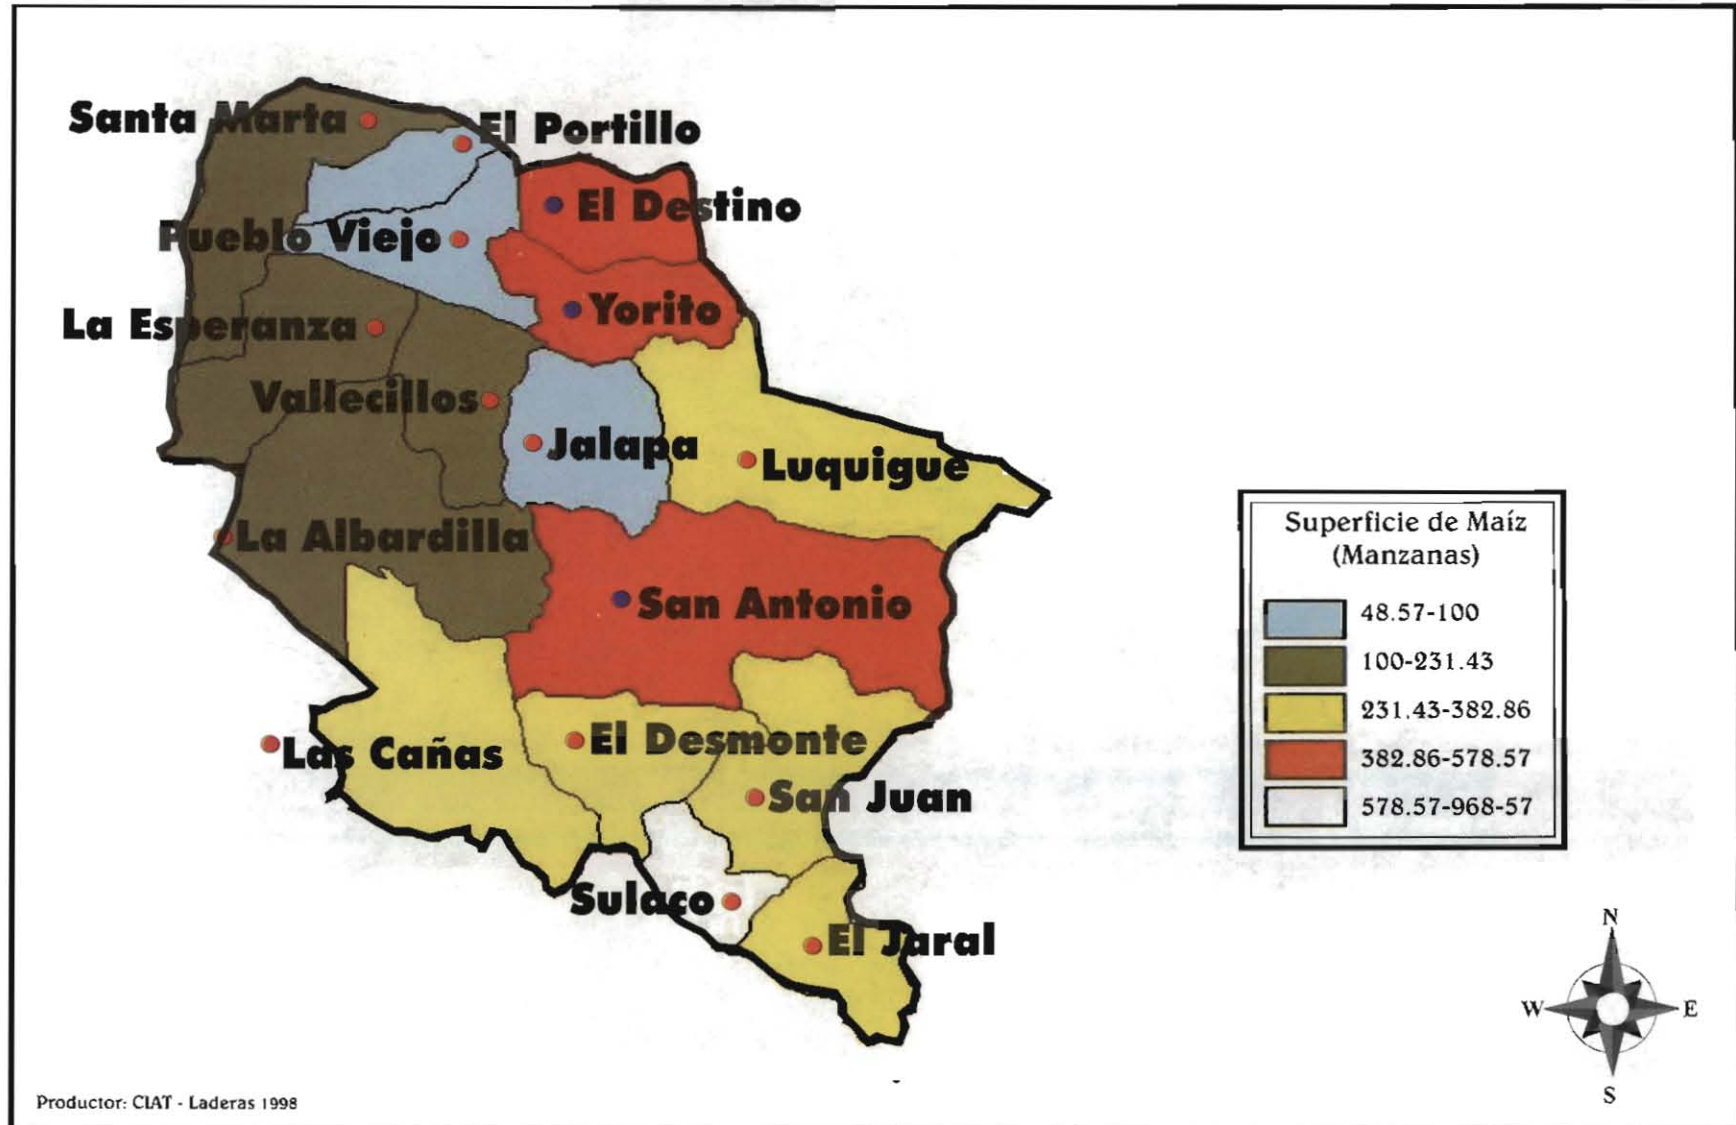 Santa Marta
El Portillo
El Destino
Pueblo Viejo
Yorito
La Esperanza
Vallecillos
Jalapa
Luquigue
La Albardilla
San Antonio
Las Cañas
El Desmonte
San Juan
Sulaco
El Jaral
Superficie de Maíz
(Manzanas)
48.57-100
100-231.43
231.43-382.86
382.86-578.57
578.57-968-57
N
W
E
S
Productor: CIAT - Laderas 1998